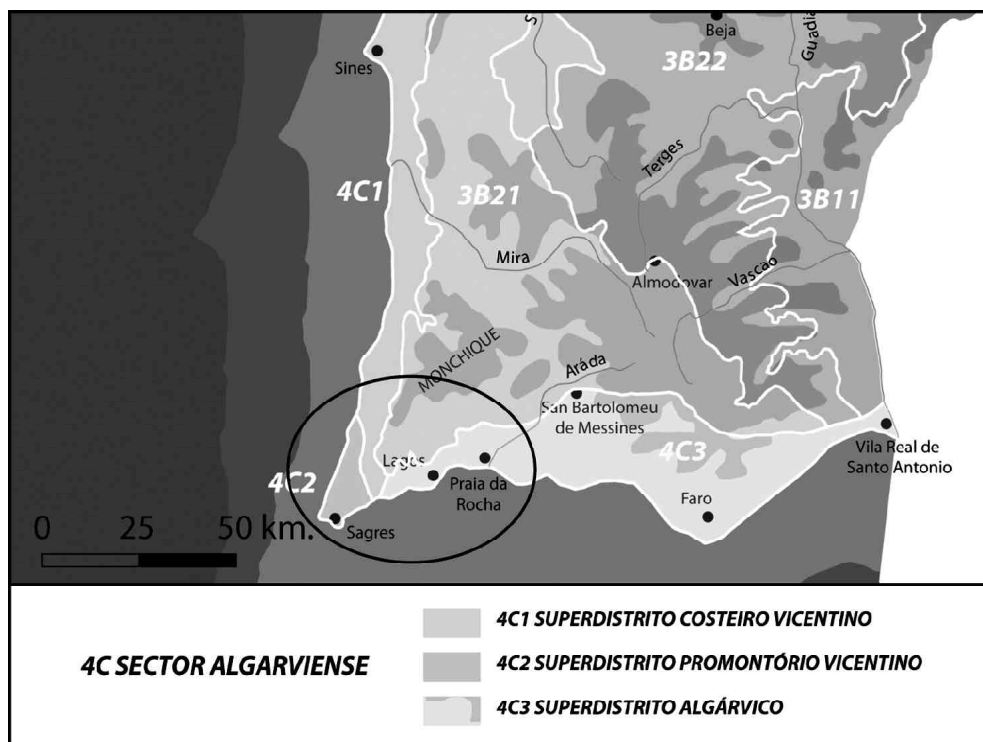 S
Beja
Guadia
Sines
3B22
Terges
4C1
3B21
3B11
Mira
Almodovar
Vascao
MONCHIQUE
Aráda
San Bartolomeu
de Messines
4C3
Vila Real de
Santo Antonio
4C2
Lagos
Praia da
Rocha
Faro
Sagres
0 25 50 km.
4C SECTOR ALGARVIENSE
4C1 SUPERDISTRITO COSTEIRO VICENTINO
4C2 SUPERDISTRITO PROMONTÓRIO VICENTINO
4C3 SUPERDISTRITO ALGÁRVICO